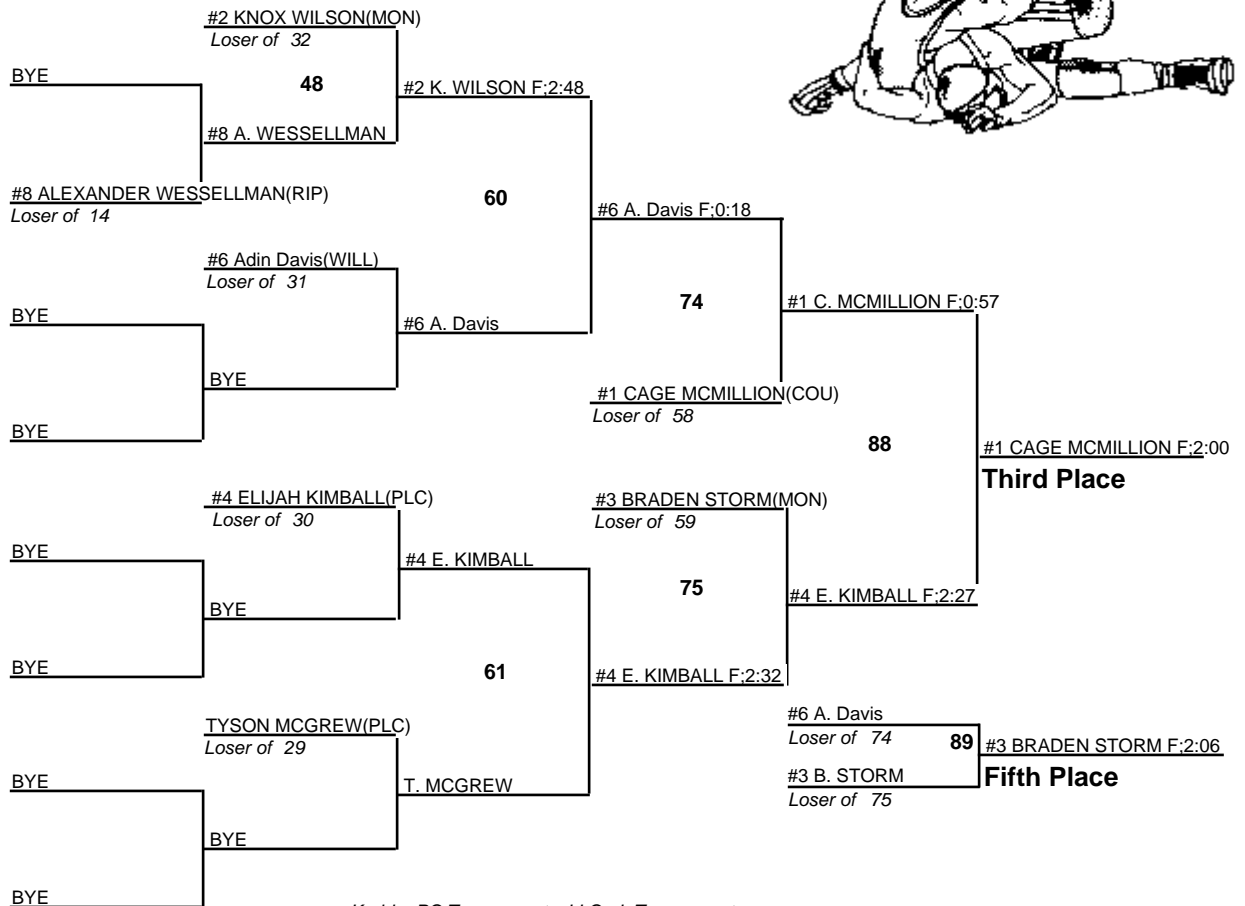 #2 KNOX WILSON(MON)
Loser of 32
BYE
48
#2 K. WILSON F;2:48
#8 A. WESSELLMAN
#8 ALEXANDER WESSELLMAN(RIP)
Loser of 14
60
#6 A. Davis F;0:18
#6 Adin Davis(WILL)
Loser of 31
BYE
#6 A. Davis
74
#1 C. MCMILLION F;0:57
BYE
#1 CAGE MCMILLION(COU)
Loser of 58
BYE
88
#1 CAGE MCMILLION F;2:00
Third Place
#4 ELIJAH KIMBALL(PLC)
Loser of 30
#3 BRADEN STORM(MON)
Loser of 59
BYE
#4 E. KIMBALL
75
#4 E. KIMBALL F;2:27
BYE
BYE
61
#4 E. KIMBALL F;2:32
TYSON MCGREW(PLC)
Loser of 29
#6 A. Davis
Loser of 74
89
#3 BRADEN STORM F;2:06
Fifth Place
BYE
T. MCGREW
#3 B. STORM
Loser of 75
BYE
BYE